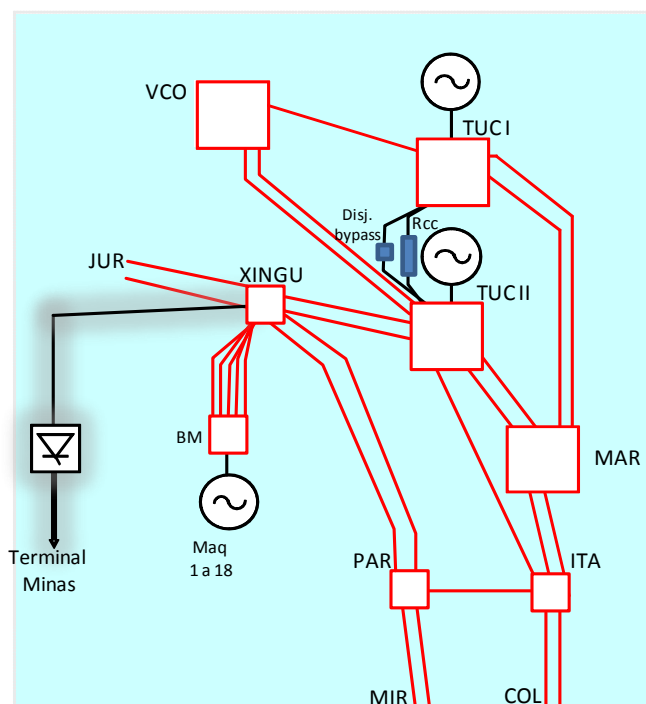 VCO
TUC I
Disj.
bypass
Rcc
JUR
XINGU
TUC II
BM
MAR
Maq
1 a 18
Terminal
Minas
PAR
ITA
MIR
COL